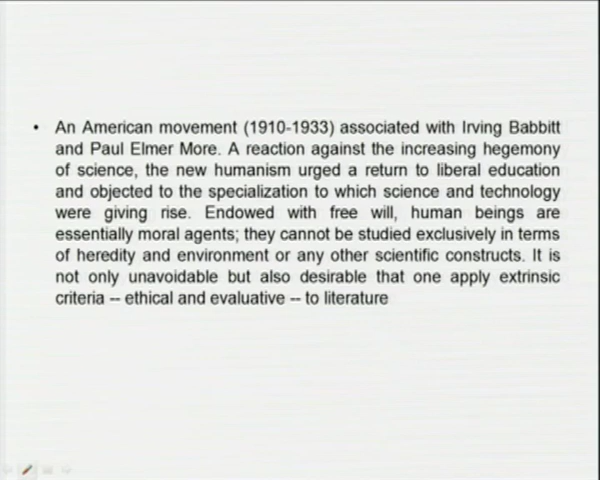 • An American movement (1910-1933) associated with Irving Babbitt
and Paul Elmer More. A reaction against the increasing hegemony
of science, the new humanism urged a return to liberal education
and objected to the specialization to which science and technology
were giving rise. Endowed with free will, human beings are
essentially moral agents; they cannot be studied exclusively in terms
of heredity and environment or any other scientific constructs. It is
not only unavoidable but also desirable that one apply extrinsic
criteria -- ethical and evaluative -- to literature